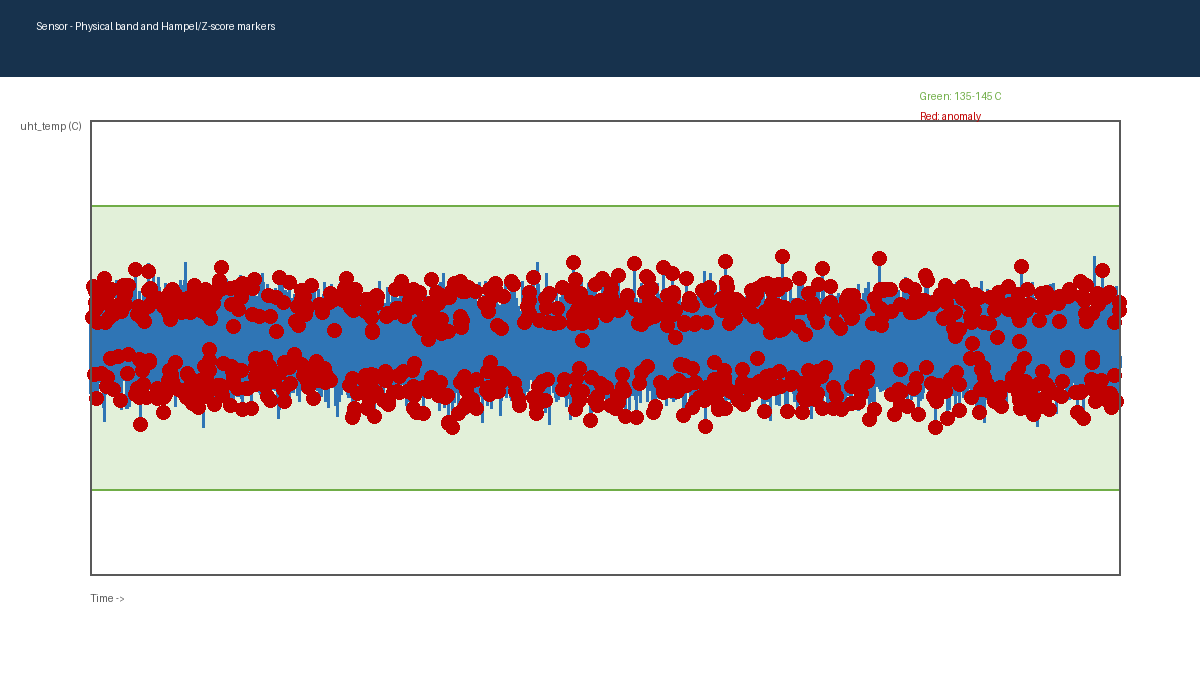 Sensor - Physical band and Hampel/Z-score markers
Green: 135-145 C
Red: anomaly
uht_temp (C)
Time ->